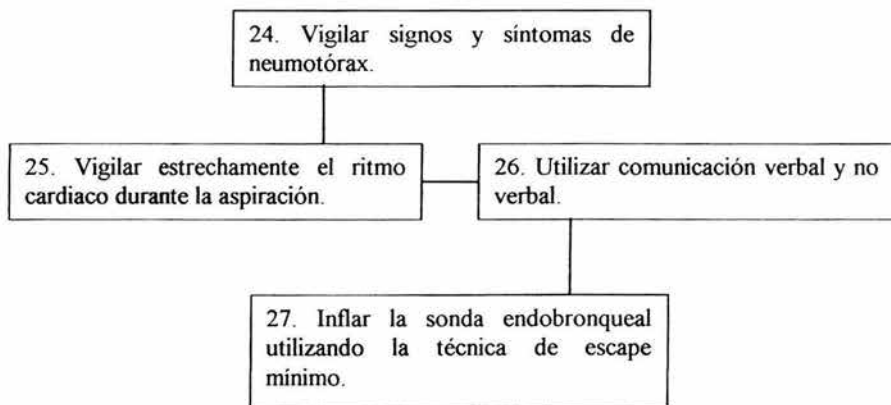 24. Vigilar signos y síntomas de
neumotórax.
25. Vigilar estrechamente el ritmo
cardiaco durante la aspiración.
26. Utilizar comunicación verbal y no
verbal.
27. Inflar la sonda endobronqueal
utilizando la técnica de escape
mínimo.